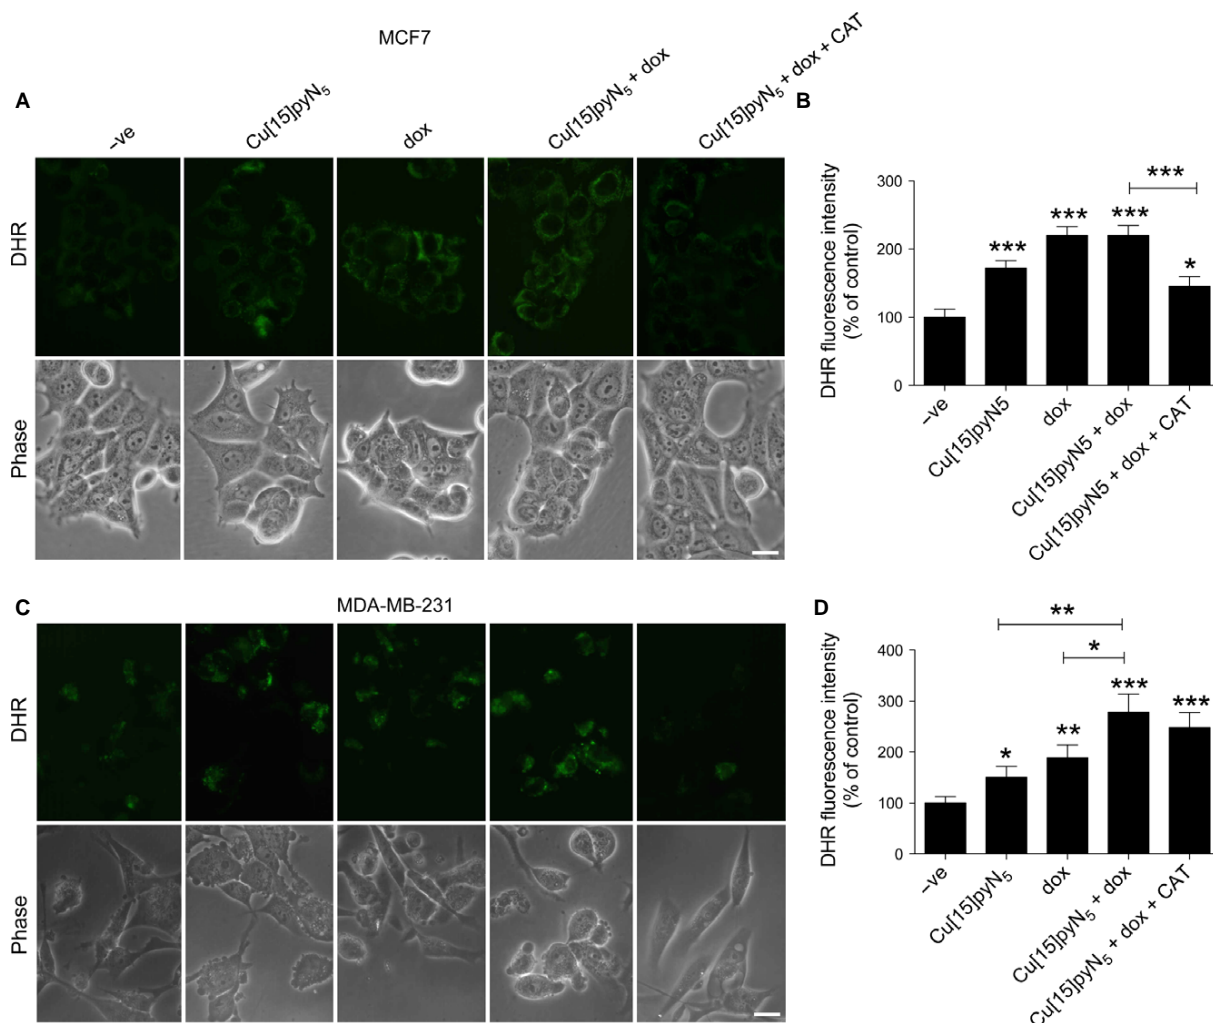 MCF7
A
–ve
Cu[15]pyN5
dox
Cu[15]pyN5 + dox
Cu[15]pyN5 + dox + CAT
DHR
Phase
B
DHR fluorescence intensity
(% of control)
300
200
100
0
***
***
***
***
*
–ve
Cu[15]pyN5
dox
Cu[15]pyN5 + dox
Cu[15]pyN5 + dox + CAT
C
MDA-MB-231
DHR
Phase
D
DHR fluorescence intensity
(% of control)
400
300
200
100
0
**
*
*
**
***
***
–ve
Cu[15]pyN5
dox
Cu[15]pyN5 + dox
Cu[15]pyN5 + dox + CAT